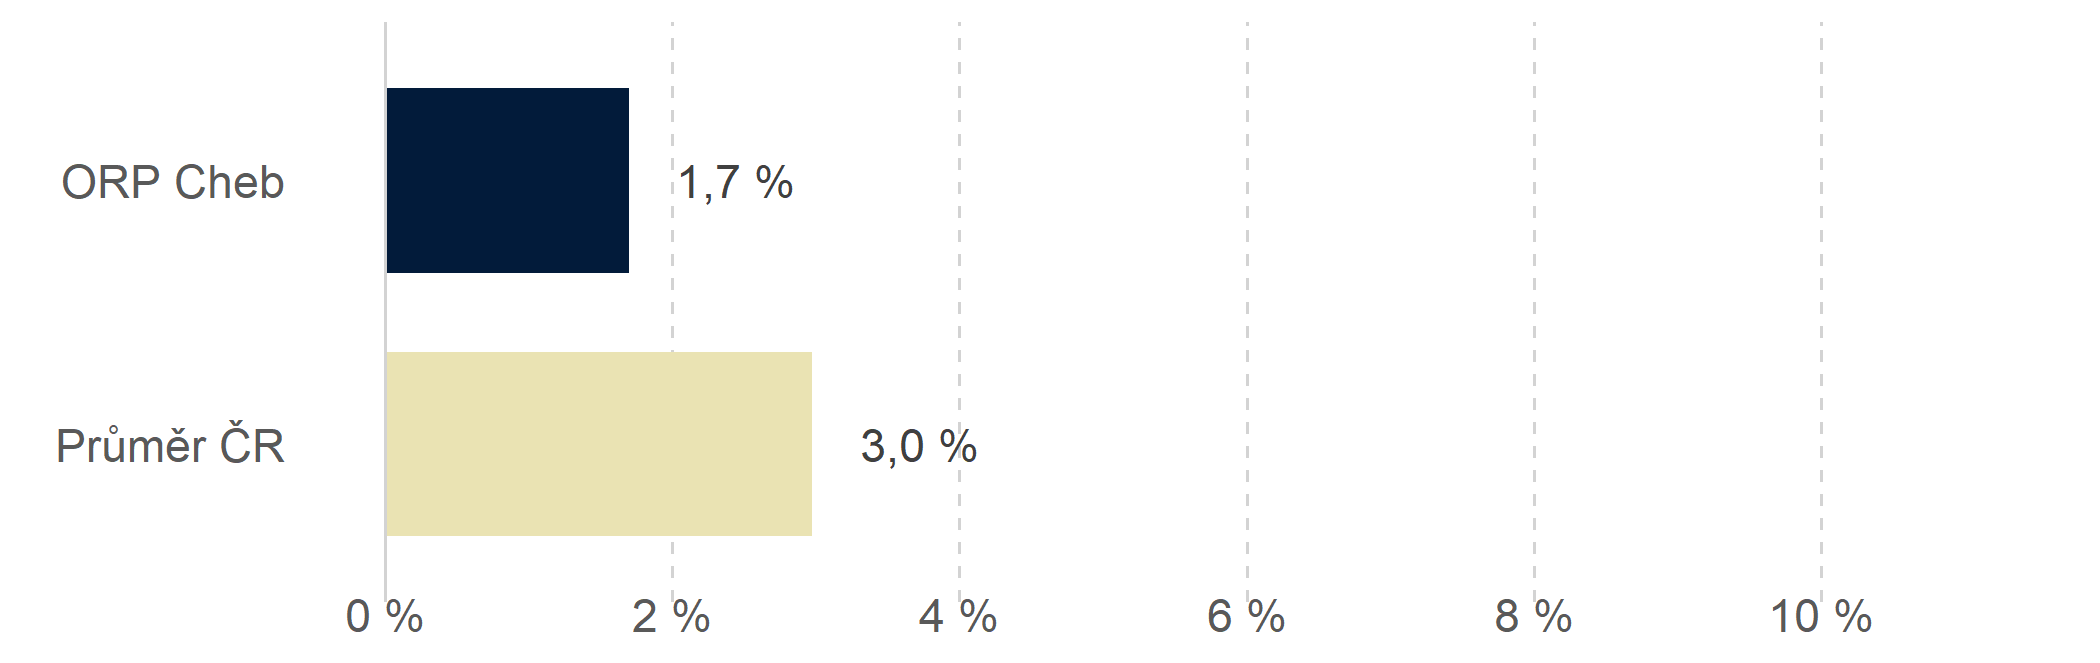 ORP Cheb
1,7 %
Průměr ČR
3,0 %
0 % 2 % 4 % 6 % 8 % 10 %